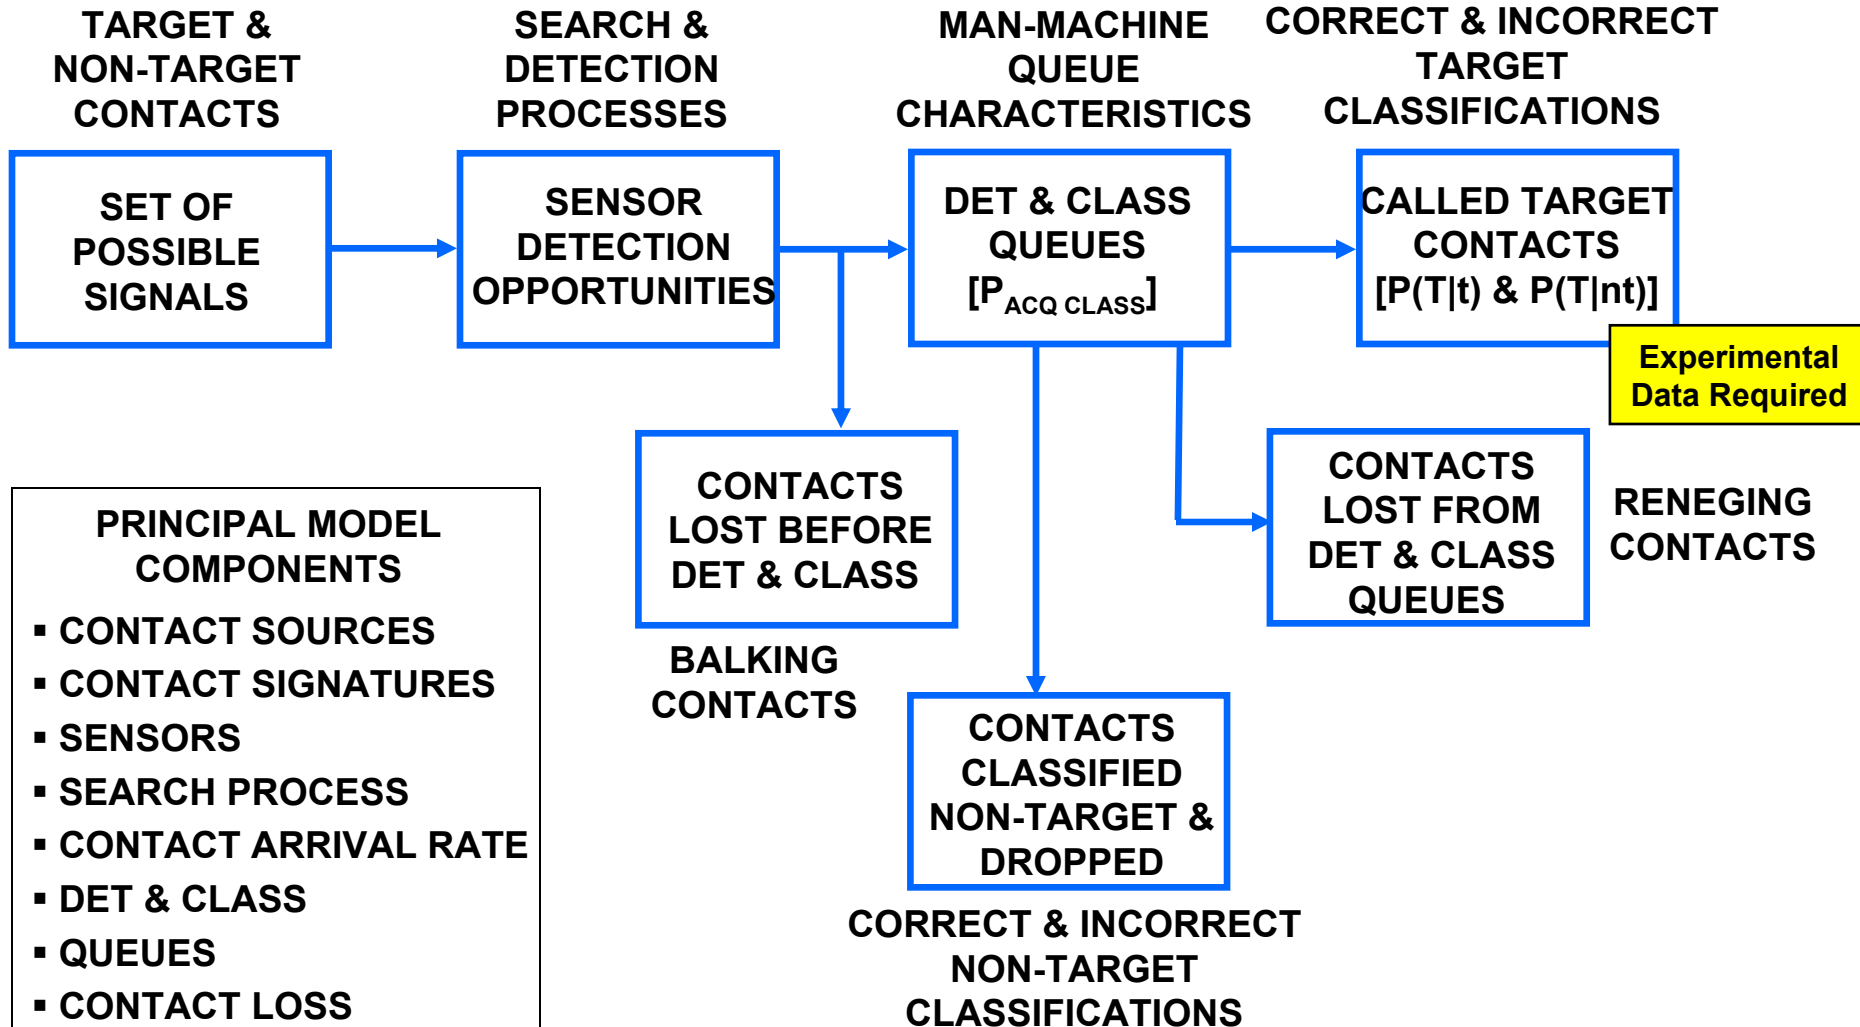 TARGET &
NON-TARGET
CONTACTS
SEARCH &
DETECTION
PROCESSES
MAN-MACHINE
QUEUE
CHARACTERISTICS
CORRECT & INCORRECT
TARGET
CLASSIFICATIONS
SET OF
POSSIBLE
SIGNALS
SENSOR
DETECTION
OPPORTUNITIES
DET & CLASS
QUEUES
[PACQ CLASS]
CALLED TARGET
CONTACTS
[P(T|t) & P(T|nt)]
Experimental
Data Required
CONTACTS
LOST BEFORE
DET & CLASS
BALKING
CONTACTS
CONTACTS
LOST FROM
DET & CLASS
QUEUES
RENEGING
CONTACTS
CONTACTS
CLASSIFIED
NON-TARGET &
DROPPED
CORRECT & INCORRECT
NON-TARGET
CLASSIFICATIONS
PRINCIPAL MODEL
COMPONENTS
▪ CONTACT SOURCES
▪ CONTACT SIGNATURES
▪ SENSORS
▪ SEARCH PROCESS
▪ CONTACT ARRIVAL RATE
▪ DET & CLASS
▪ QUEUES
▪ CONTACT LOSS